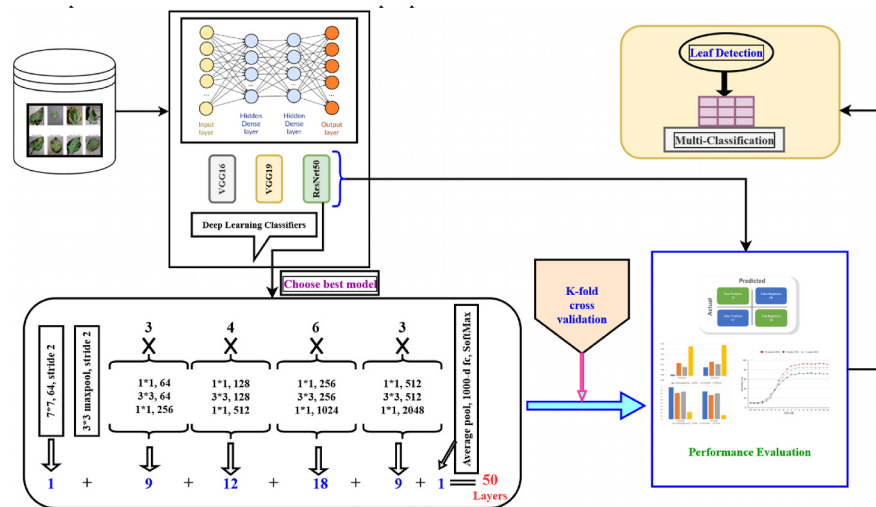 Input
layer
Hidden
Dense
layer
Hidden
Dense
layer
Output
layer
VGG16
VGG19
ResNet50
Deep Learning Classifiers
Choose best model
Leaf Detection
Multi-Classification
7*7, 64, stride 2
3*3 maxpool, stride 2
3
X
1*1, 64
3*3, 64
1*1, 256
4
X
1*1, 128
3*3, 128
1*1, 512
6
X
1*1, 256
3*3, 256
1*1, 1024
3
X
1*1, 512
3*3, 512
1*1, 2048
Average pool, 1000-d fc, SoftMax
1 + 9 + 12 + 18 + 9 + 1 = 50
Layers
K-fold
cross
validation
Predicted
Actual
Performance Evaluation